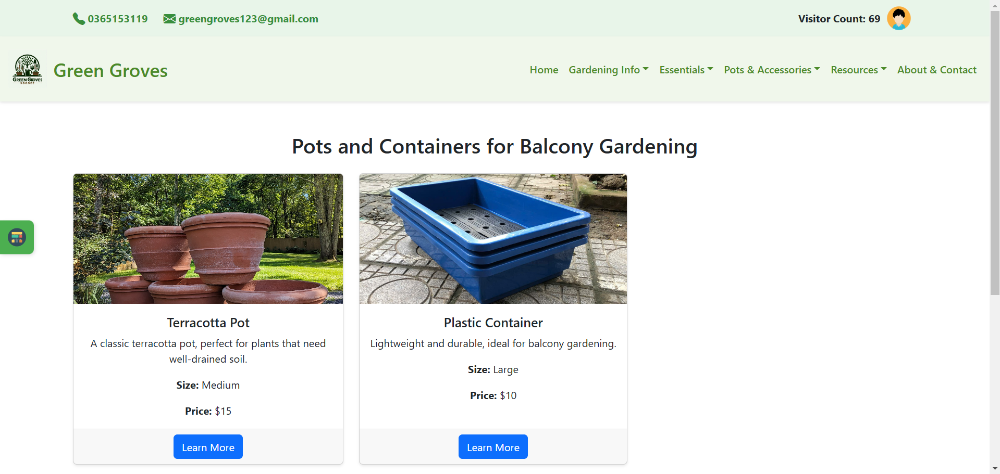 0365153119
greengroves123@gmail.com
Visitor Count: 69
GREEN GROVES
Green Groves
Home
Gardening Info
Essentials
Pots & Accessories
Resources
About & Contact
Pots and Containers for Balcony Gardening
Terracotta Pot
A classic terracotta pot, perfect for plants that need
well-drained soil.
Size: Medium
Price: $15
Learn More
Plastic Container
Lightweight and durable, ideal for balcony gardening.
Size: Large
Price: $10
Learn More